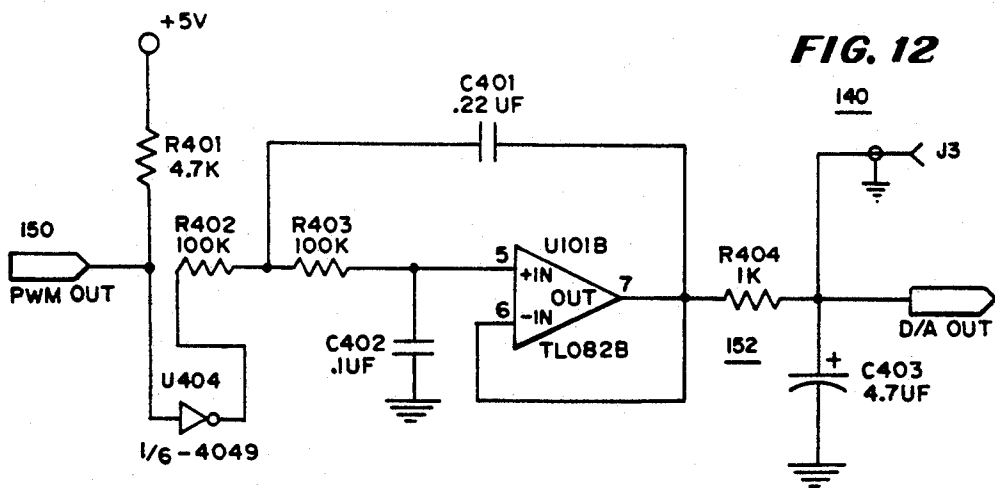 +5V
FIG. 12
C401
.22 UF
140
R401
4.7K
J3
150
R402
100K
R403
100K
U101B
R404
1K
5
+IN
OUT
7
PWM OUT
6
-IN
D/A OUT
C402
.1UF
TL082B
152
+
C403
4.7UF
U404
1/6-4049